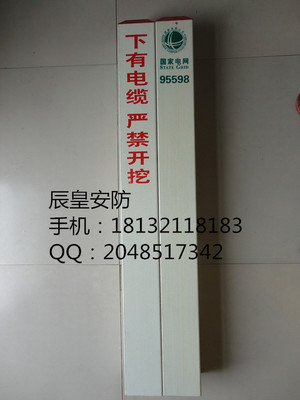 下有电缆 严禁开挖
国家电网
STATE GRID
95598
辰皇安防
手机：18132118183
QQ：2048517342